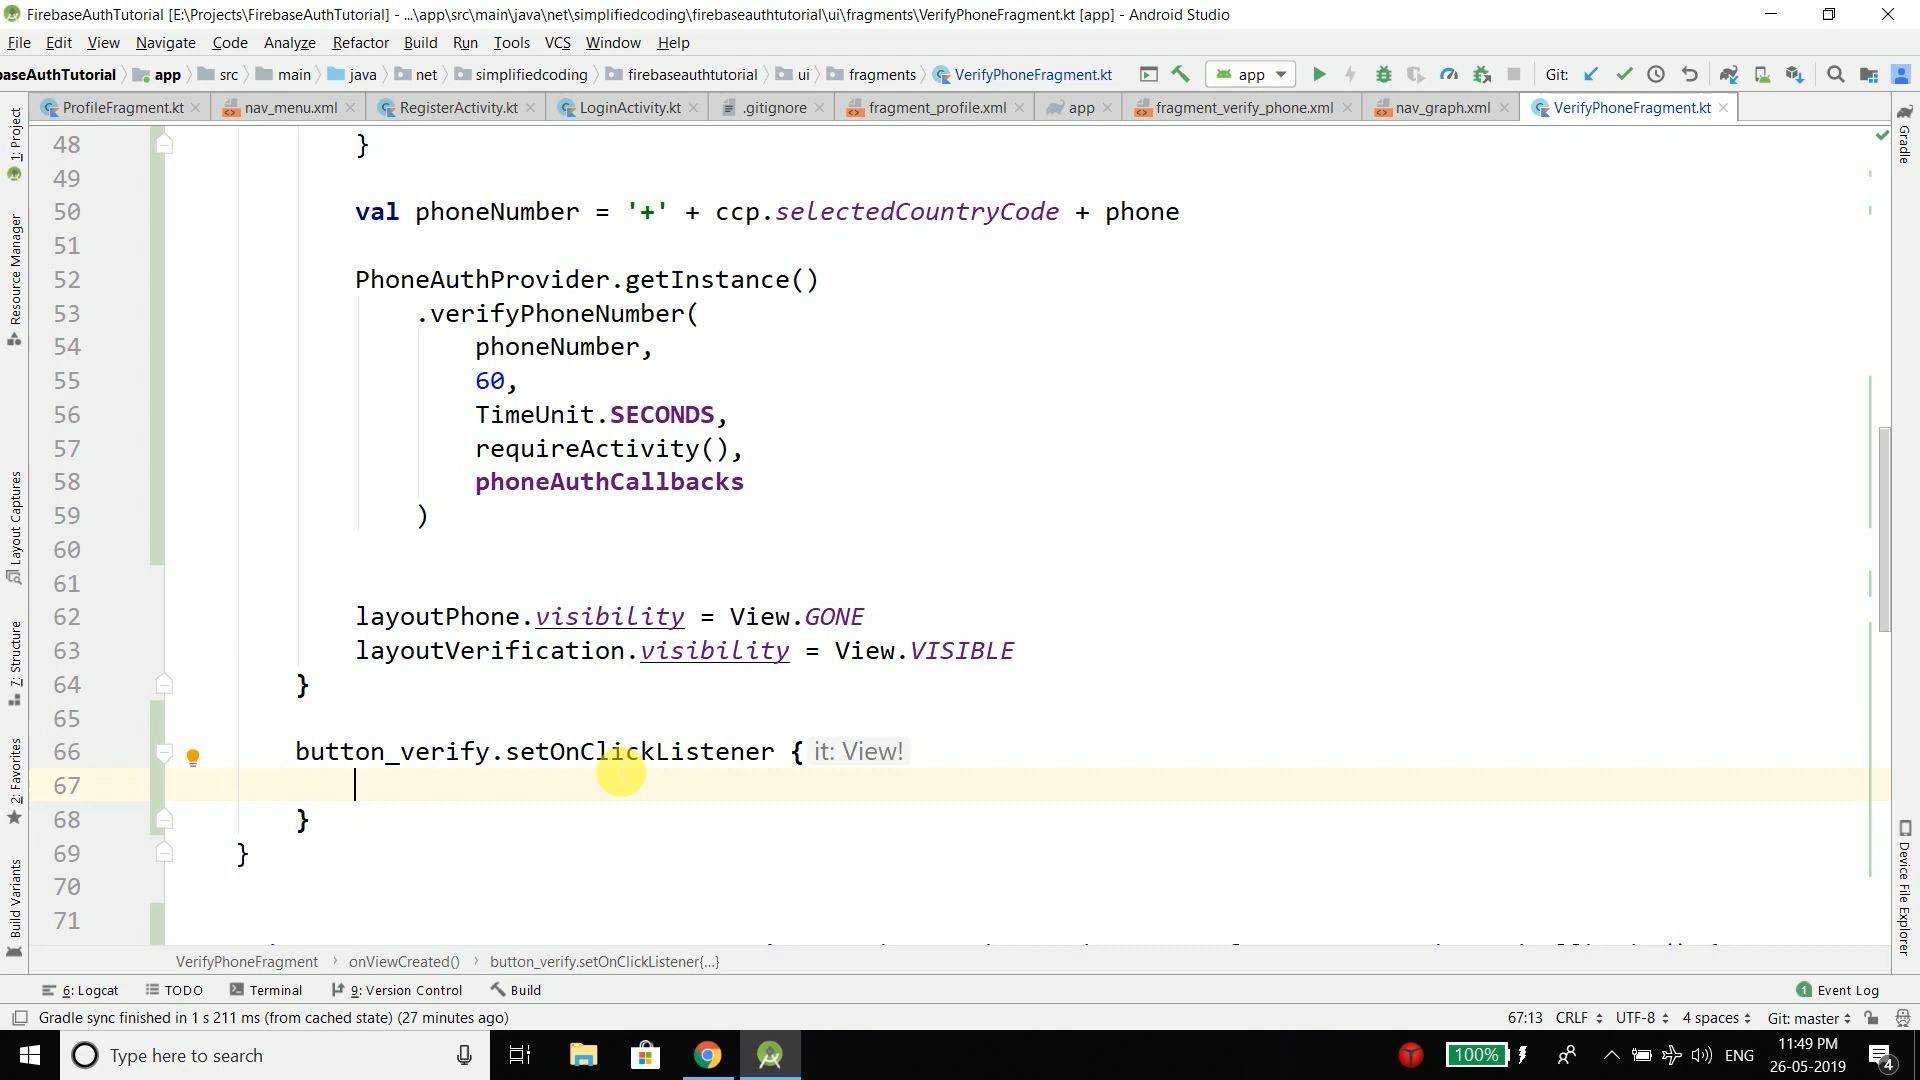 FirebaseAuthTutorial [E:\Projects\FirebaseAuthTutorial] - ...\app\src\main\java\net\simplifiedcoding\firebaseauthtutorial\ui\fragments\VerifyPhoneFragment.kt [app] - Android Studio
File Edit View Navigate Code Analyze Refactor Build Run Tools VCS Window Help
baseAuthTutorial app src main java net simplifiedcoding firebaseauthtutorial ui fragments VerifyPhoneFragment.kt app Git:
ProfileFragment.kt nav_menu.xml RegisterActivity.kt LoginActivity.kt .gitignore fragment_profile.xml app fragment_verify_phone.xml nav_graph.xml VerifyPhoneFragment.kt
1: Project
Resource Manager
Layout Captures
7: Structure
2: Favorites
Build Variants
48 }
49
50 val phoneNumber = '+' + ccp.selectedCountryCode + phone
51
52 PhoneAuthProvider.getInstance()
53 .verifyPhoneNumber(
54 phoneNumber,
55 60,
56 TimeUnit.SECONDS,
57 requireActivity(),
58 phoneAuthCallbacks
59 )
60
61
62 layoutPhone.visibility = View.GONE
63 layoutVerification.visibility = View.VISIBLE
64 }
65
66 button_verify.setOnClickListener { it: View!
67
68 }
69 }
70
71
Gradle
Device File Explorer
VerifyPhoneFragment › onViewCreated() › button_verify.setOnClickListener{...}
6: Logcat TODO Terminal 9: Version Control Build 1 Event Log
Gradle sync finished in 1 s 211 ms (from cached state) (27 minutes ago) 67:13 CRLF UTF-8 4 spaces Git: master
Type here to search 100% ENG 11:49 PM
26-05-2019 4